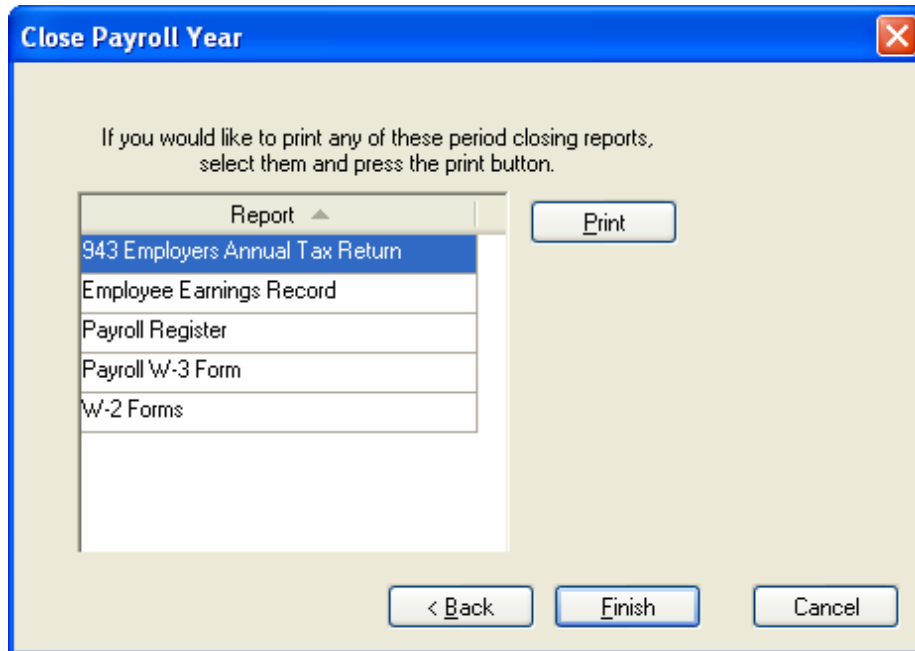 Close Payroll Year
If you would like to print any of these period closing reports,
select them and press the print button.
Report
Print
943 Employers Annual Tax Return
Employee Earnings Record
Payroll Register
Payroll W-3 Form
W-2 Forms
< Back
Finish
Cancel